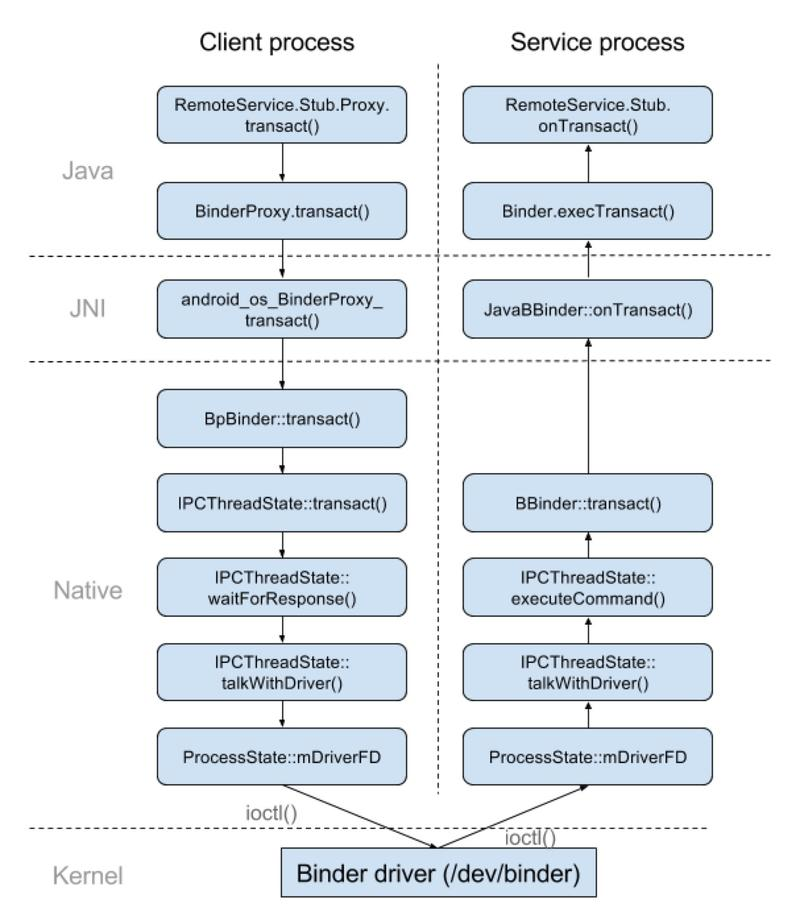 Client process
Service process
RemoteService.Stub.Proxy.
transact()
RemoteService.Stub.
onTransact()
Java
BinderProxy.transact()
Binder.execTransact()
JNI
android_os_BinderProxy_
transact()
JavaBBinder::onTransact()
BpBinder::transact()
IPCThreadState::transact()
BBinder::transact()
Native
IPCThreadState::
waitForResponse()
IPCThreadState::
executeCommand()
IPCThreadState::
talkWithDriver()
IPCThreadState::
talkWithDriver()
ProcessState::mDriverFD
ProcessState::mDriverFD
ioctl()
ioctl()
Kernel
Binder driver (/dev/binder)